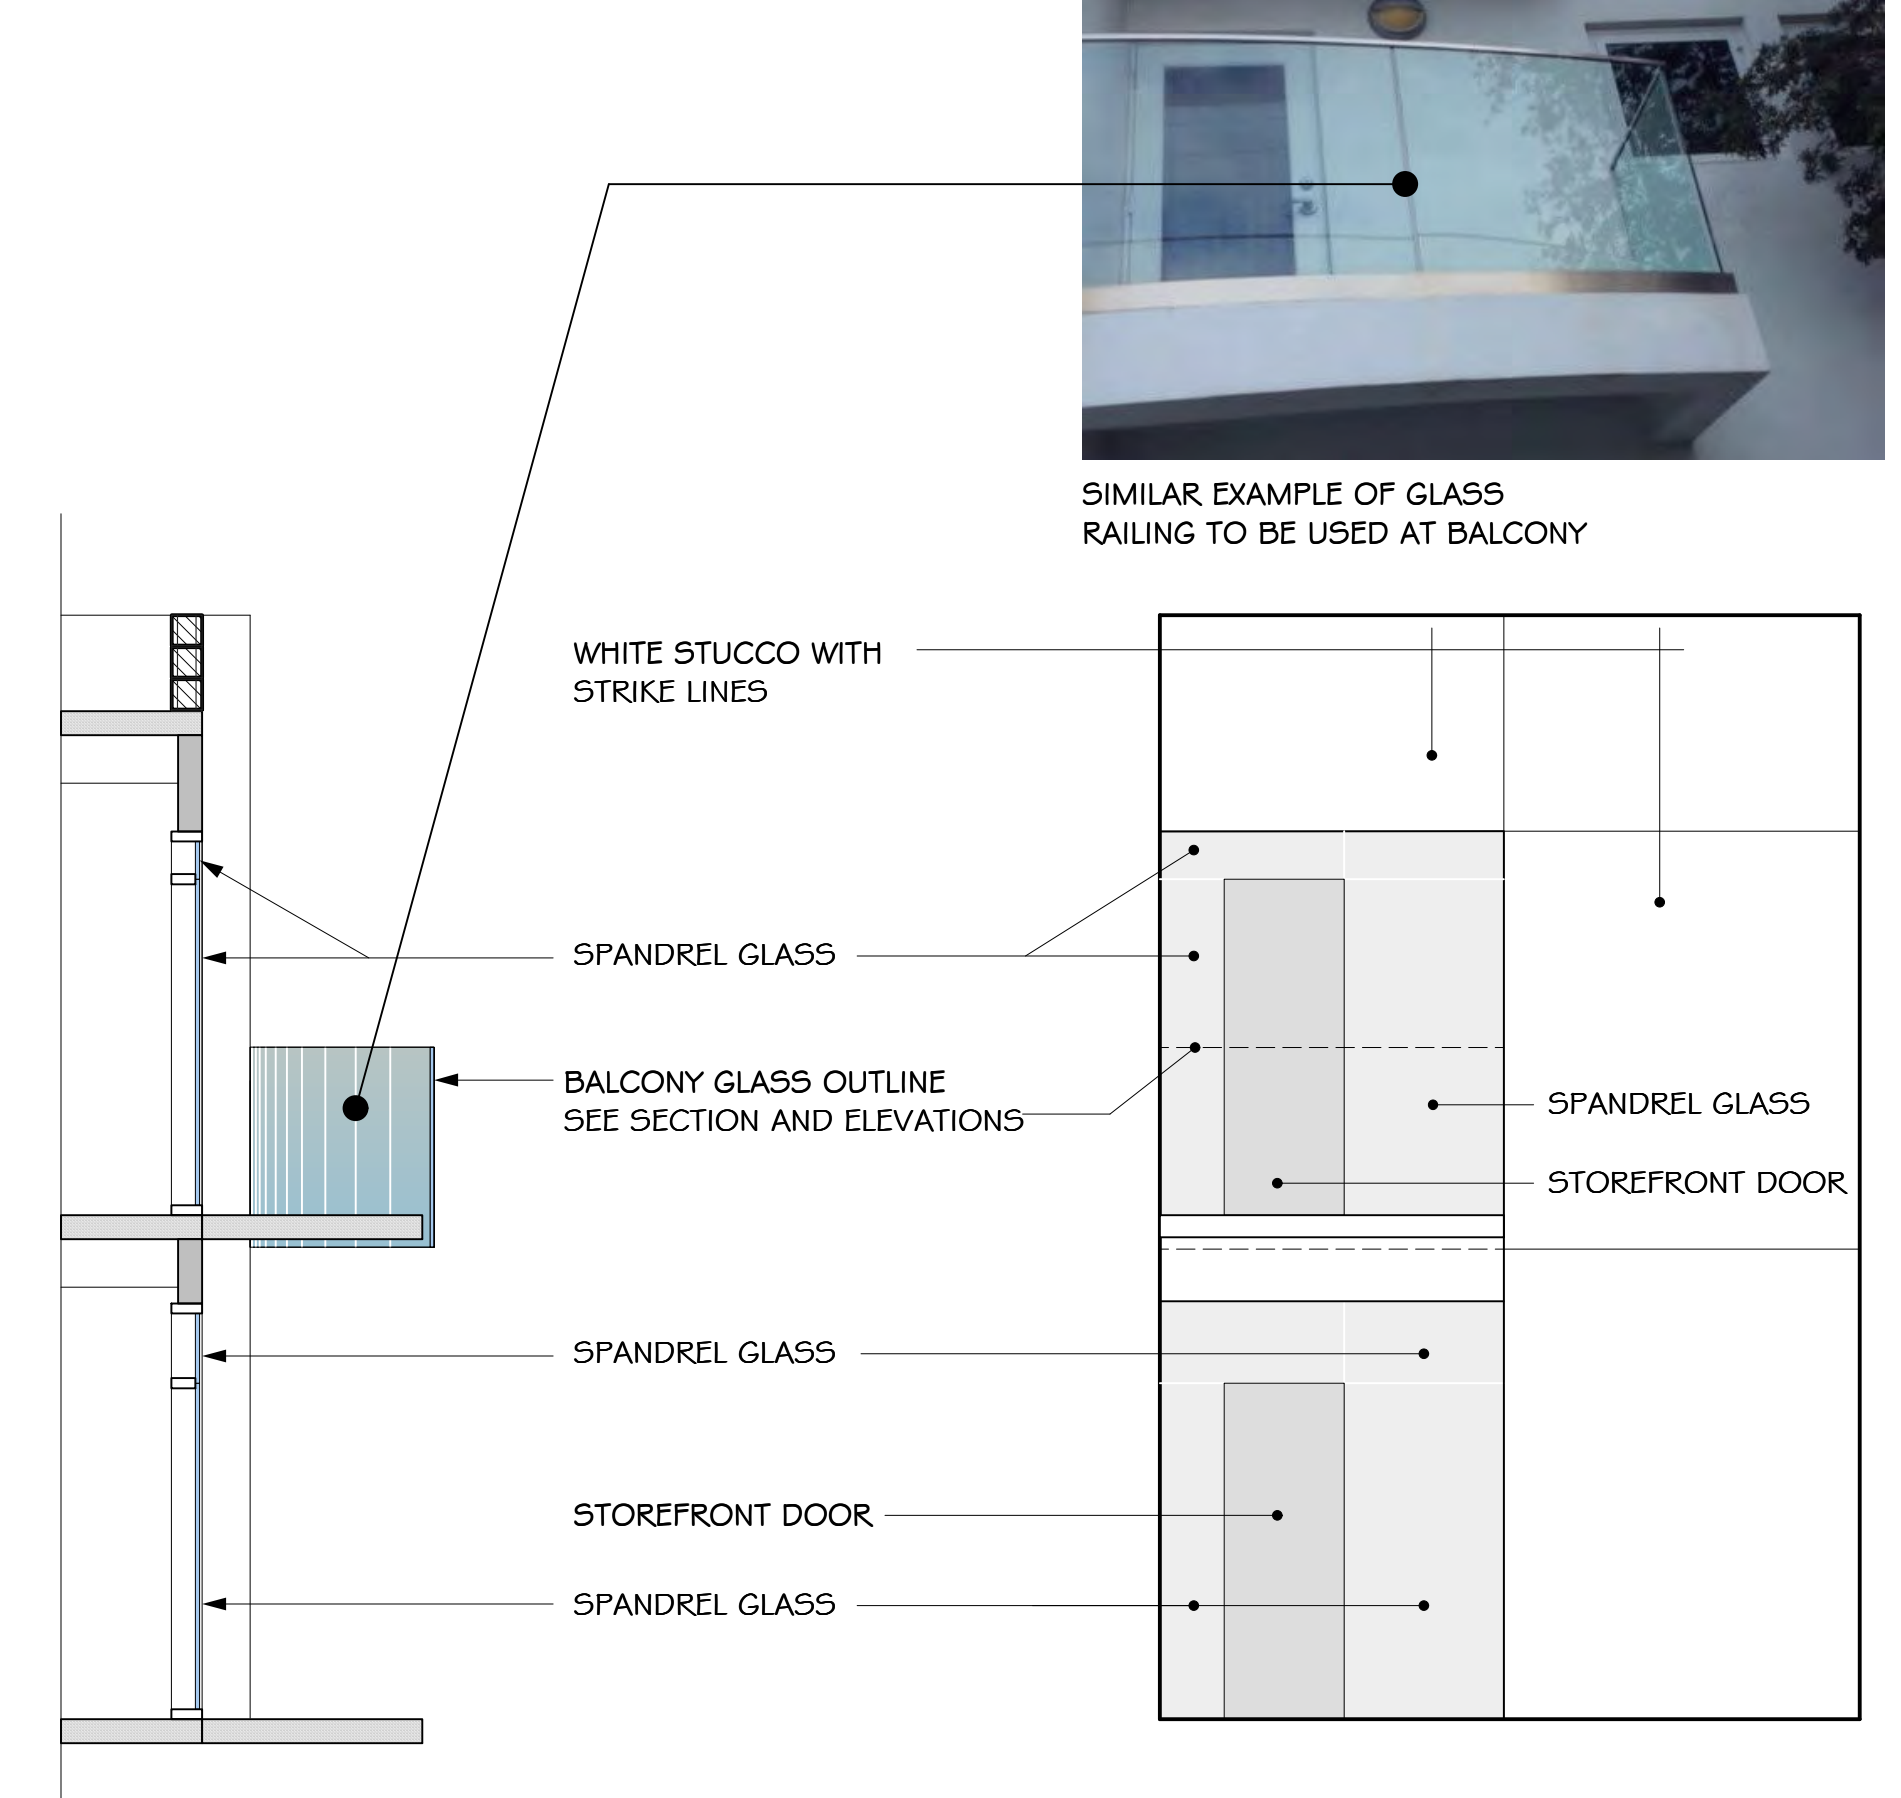 SIMILAR EXAMPLE OF GLASS
RAILING TO BE USED AT BALCONY
WHITE STUCCO WITH
STRIKE LINES
SPANDREL GLASS
BALCONY GLASS OUTLINE
SEE SECTION AND ELEVATIONS
SPANDREL GLASS
STOREFRONT DOOR
SPANDREL GLASS
STOREFRONT DOOR
SPANDREL GLASS